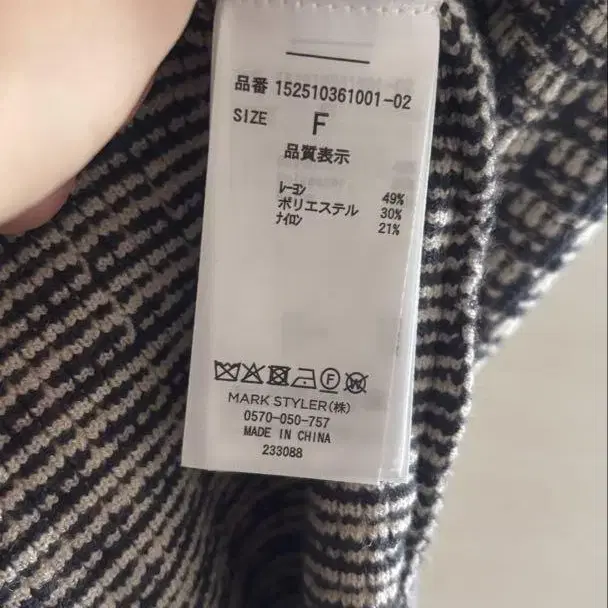 品番 152510361001-02
SIZE F
品質表示
レーヨン 49%
ポリエステル 30%
ナイロン 21%
F W
MARK STYLER(株)
0570-050-757
MADE IN CHINA
233088